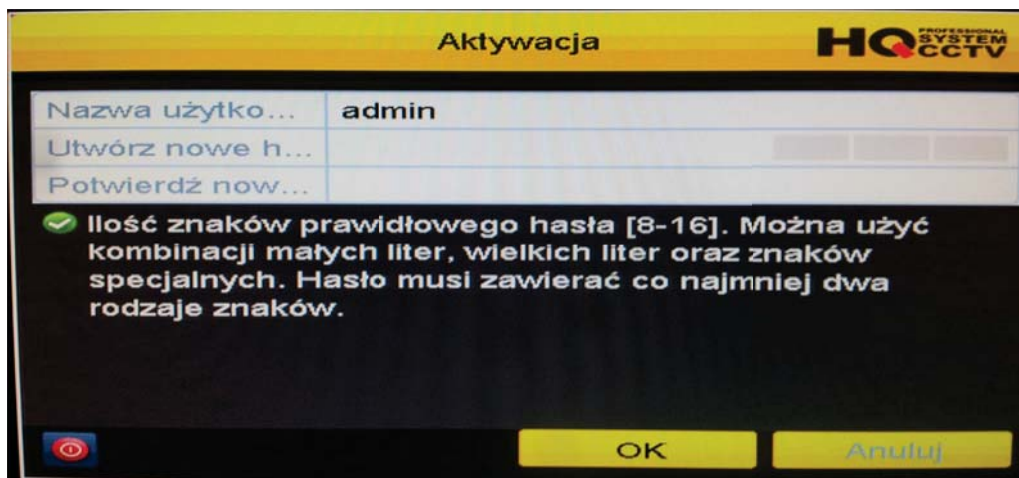 Aktywacja
HQ PROFESSIONAL SYSTEM CCTV
Nazwa użytko... admin
Utwórz nowe h...
Potwierdź now...
Ilość znaków prawidłowego hasła [8-16]. Można użyć
kombinacji małych liter, wielkich liter oraz znaków
specjalnych. Hasło musi zawierać co najmniej dwa
rodzaje znaków.
OK Anuluj